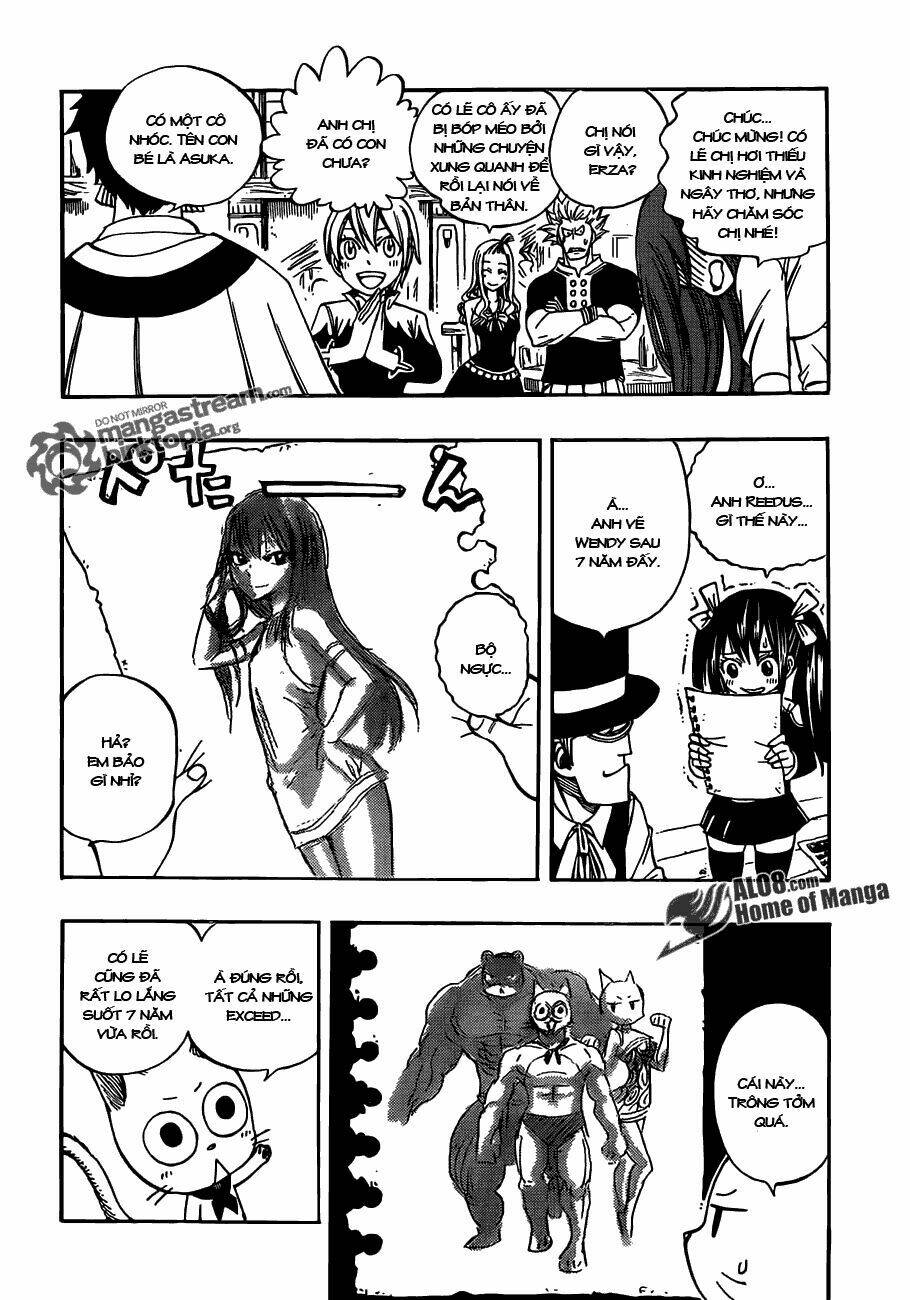 CHÚC...
CHÚC MỪNG! CÓ
LẼ CHỊ HƠI THIẾU
KINH NGHIỆM VÀ
NGÂY THƠ, NHƯNG
HÃY CHĂM SÓC
CHỊ NHÉ!
CHỊ NÓI
GÌ VẬY,
ERZA?
CÓ LẼ CÔ ẤY ĐÃ
BỊ BÓP MÉO BỞI
NHỮNG CHUYỆN
XUNG QUANH ĐỂ
RỒI LẠI NÓI VỀ
BẢN THÂN.
ANH CHỊ
ĐÃ CÓ CON
CHƯA?
CÓ MỘT CÔ
NHÓC. TÊN CON
BÉ LÀ ASUKA.
DO NOT MIRROR
mangastream.com
binktopia.org
Ơ...
ANH REEDUS...
GÌ THẾ NÀY...
À...
ANH VẼ
WENDY SAU
7 NĂM ĐẤY.
ぺたーん
BỘ
NGỰC...
HẢ?
EM BẢO
GÌ NHỈ?
ALO8.com
Home of Manga
CÁI NÀY...
TRÔNG TỞM
QUÁ.
À ĐÚNG RỒI,
TẤT CẢ NHỮNG
EXCEED...
CÓ LẼ
CŨNG ĐÃ
RẤT LO LẮNG
SUỐT 7 NĂM
VỪA RỒI.